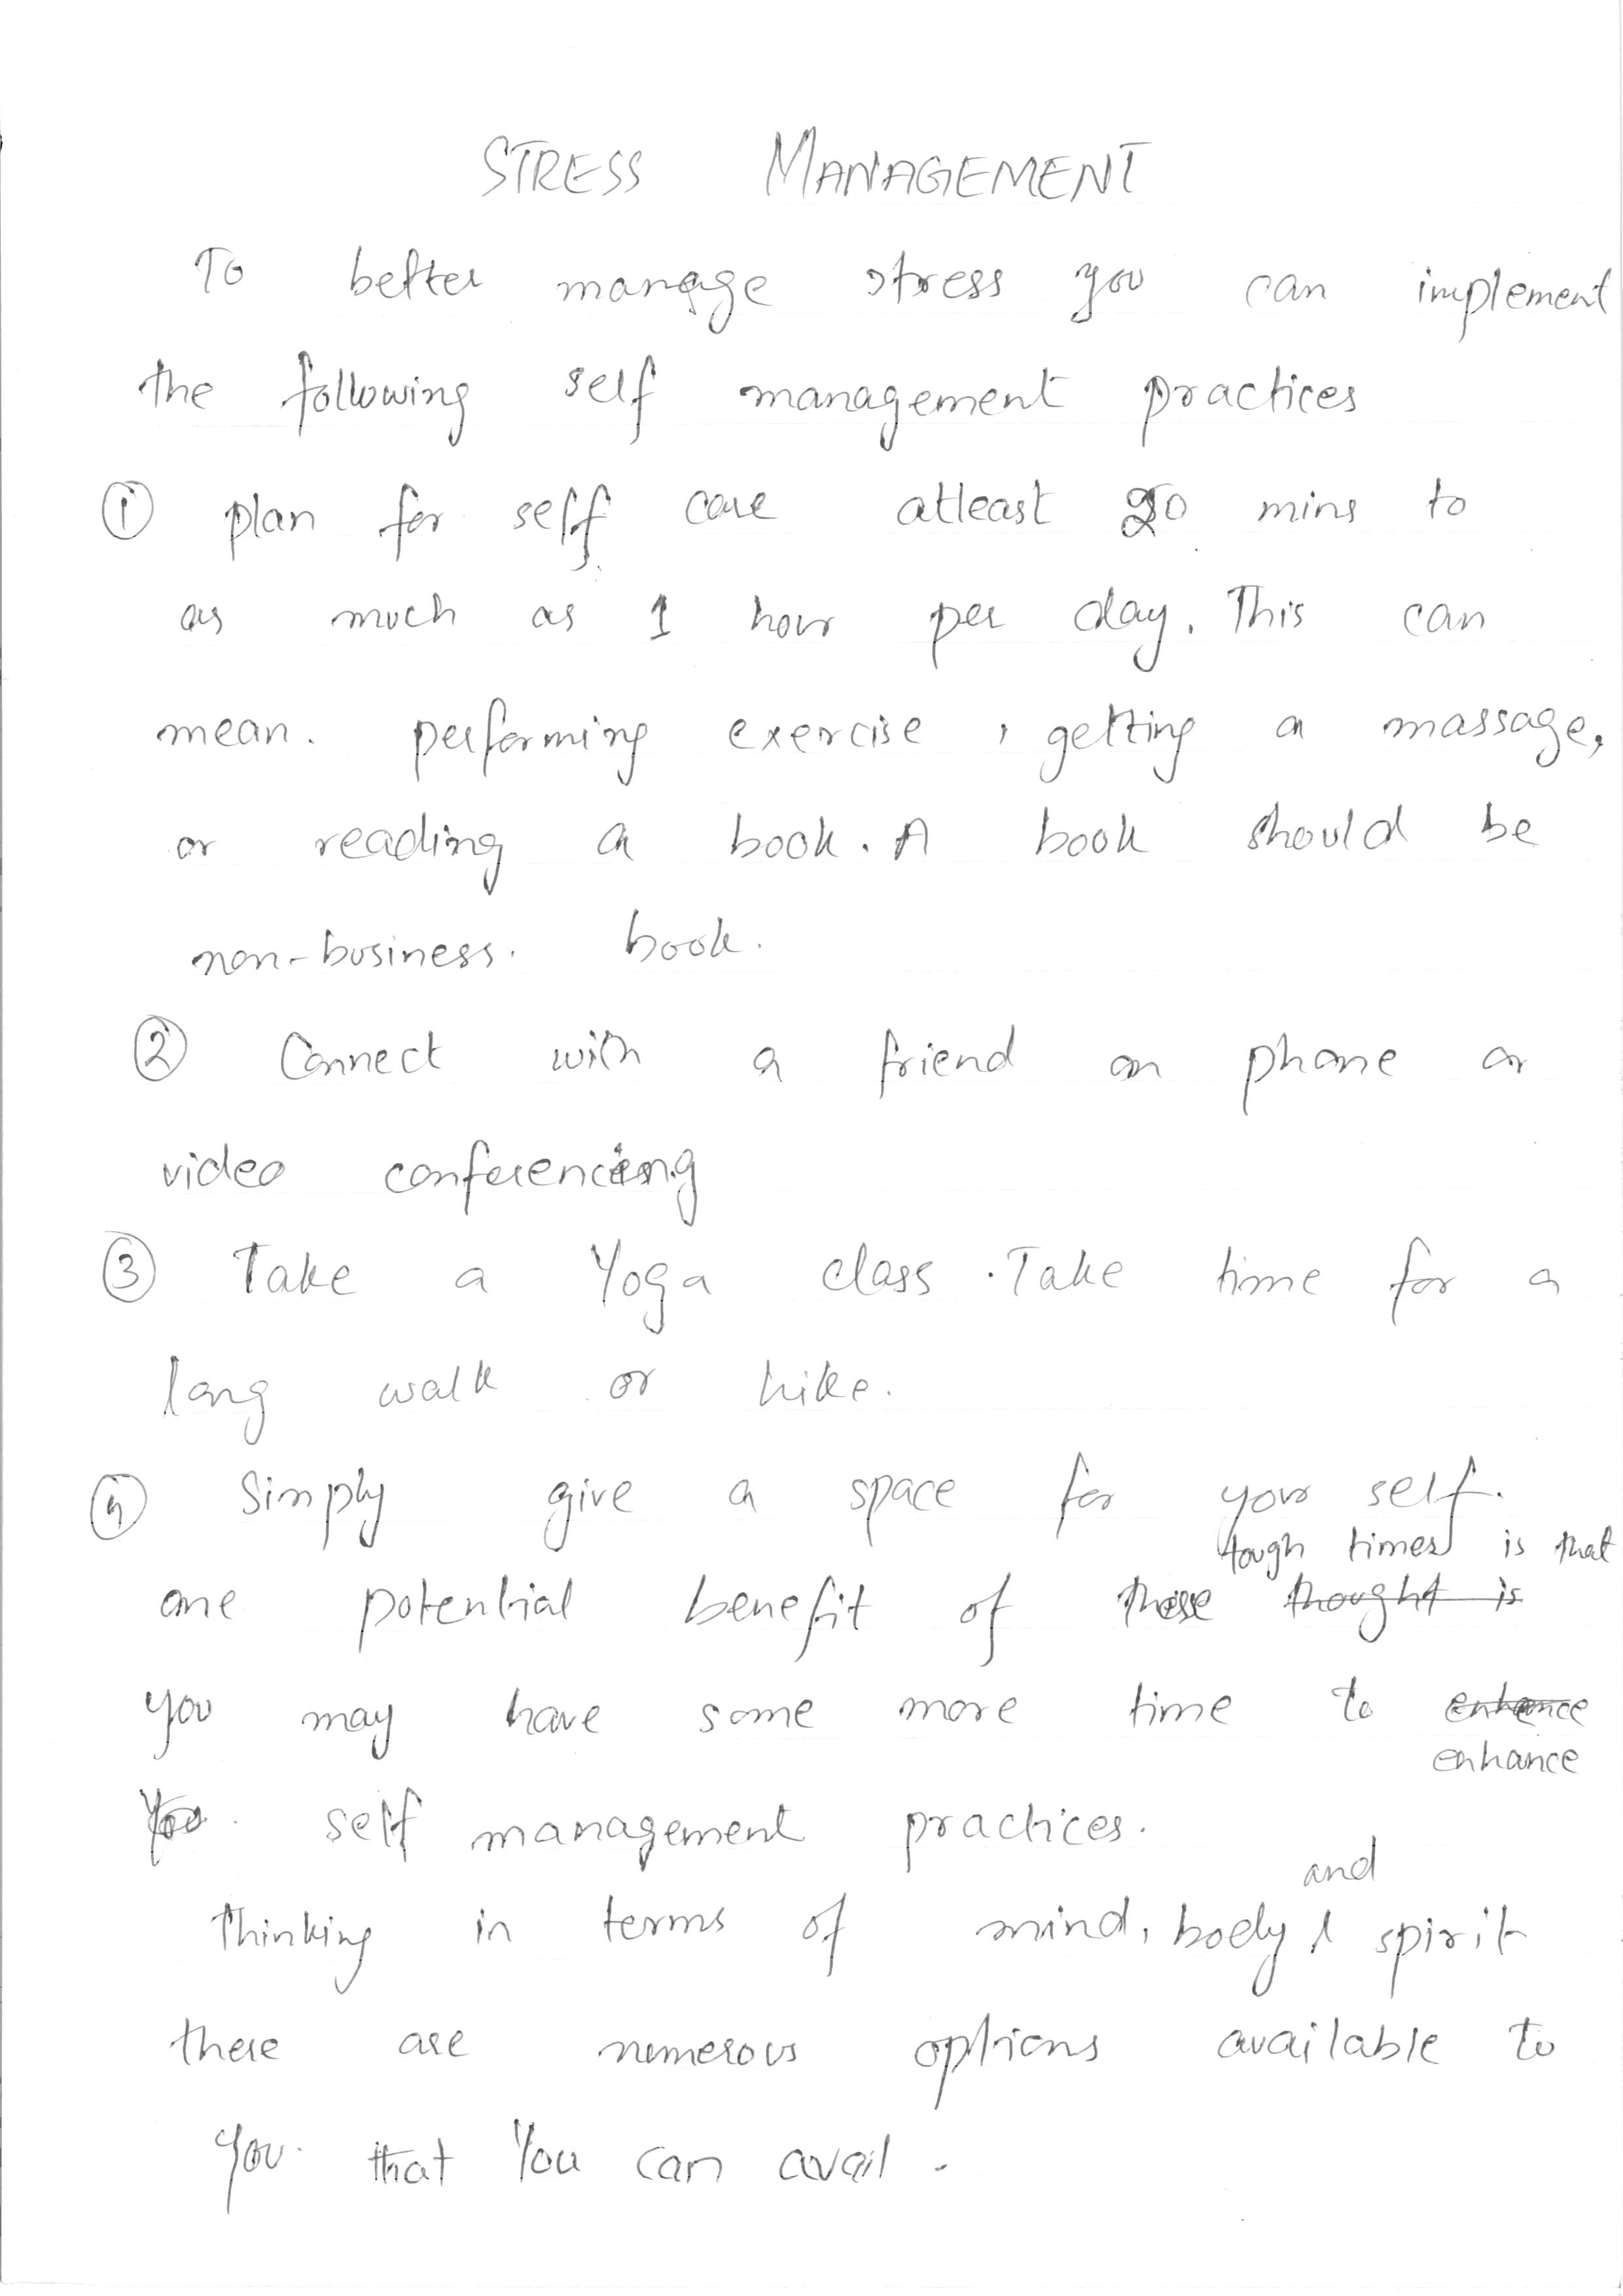 STRESS MANAGEMENT
To better manage stress you can implement
the following self management practices
① plan for self care atleast 20 mins to
as much as 1 hour per day. This can
mean. performing exercise, getting a massage,
or reading a book. A book should be
non-business. book.
② Connect with a friend on phone or
video conferencing
③ Take a Yoga class. Take time for a
long walk or hike.
④ Simply give a space for your self.
tough times is that
one potential benefit of these thought is
you may have some more time to enhence
enhance
You. self management practices.
and
Thinking in terms of mind, body ʌ spirit
there are numerous options available to
you. that You can avail.